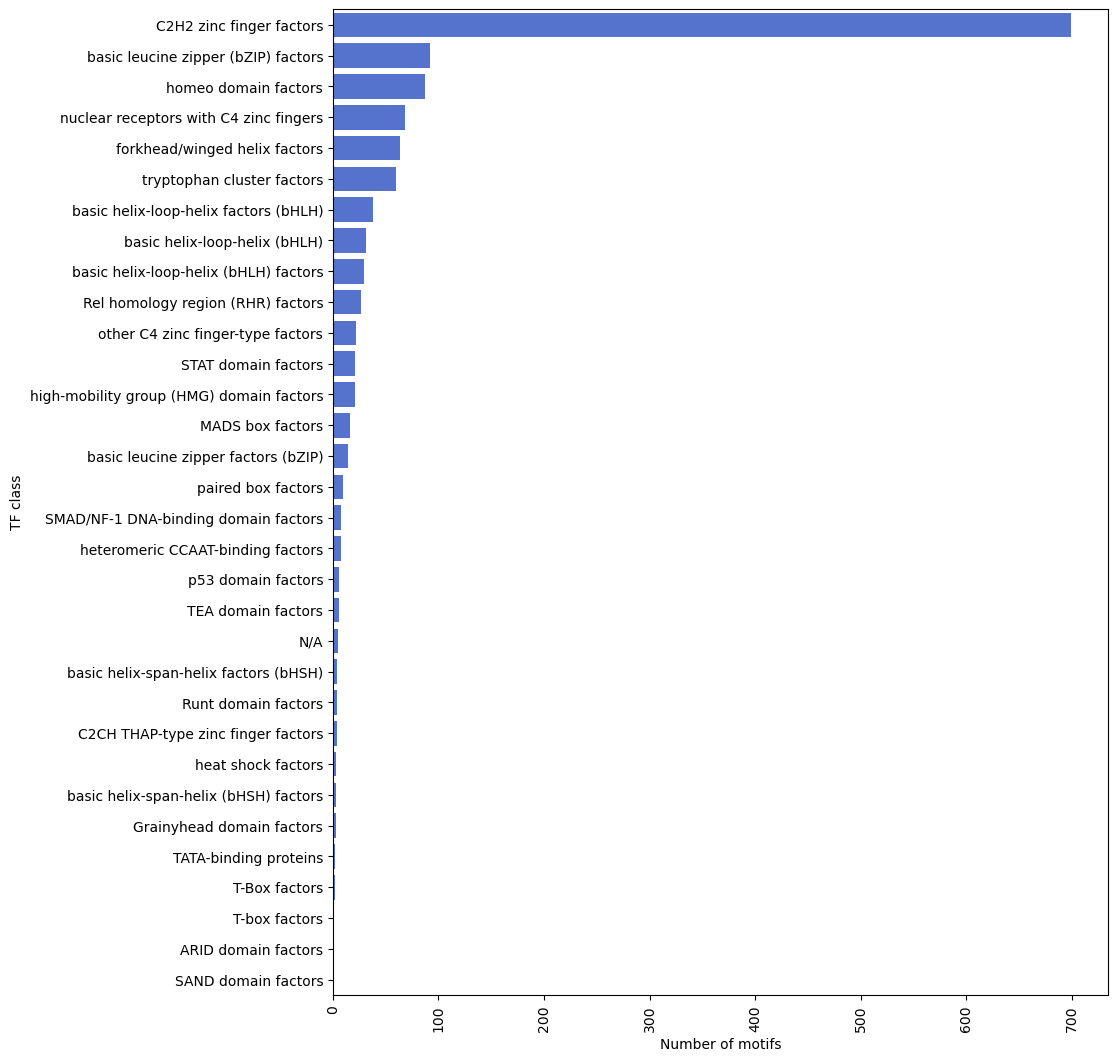 C2H2 zinc finger factors
basic leucine zipper (bZIP) factors
homeo domain factors
nuclear receptors with C4 zinc fingers
forkhead/winged helix factors
tryptophan cluster factors
basic helix-loop-helix factors (bHLH)
basic helix-loop-helix (bHLH)
basic helix-loop-helix (bHLH) factors
Rel homology region (RHR) factors
other C4 zinc finger-type factors
STAT domain factors
high-mobility group (HMG) domain factors
MADS box factors
basic leucine zipper factors (bZIP)
paired box factors
SMAD/NF-1 DNA-binding domain factors
heteromeric CCAAT-binding factors
p53 domain factors
TEA domain factors
N/A
basic helix-span-helix factors (bHSH)
Runt domain factors
C2CH THAP-type zinc finger factors
heat shock factors
basic helix-span-helix (bHSH) factors
Grainyhead domain factors
TATA-binding proteins
T-Box factors
T-box factors
ARID domain factors
SAND domain factors
TF class
0 100 200 300 400 500 600 700
Number of motifs